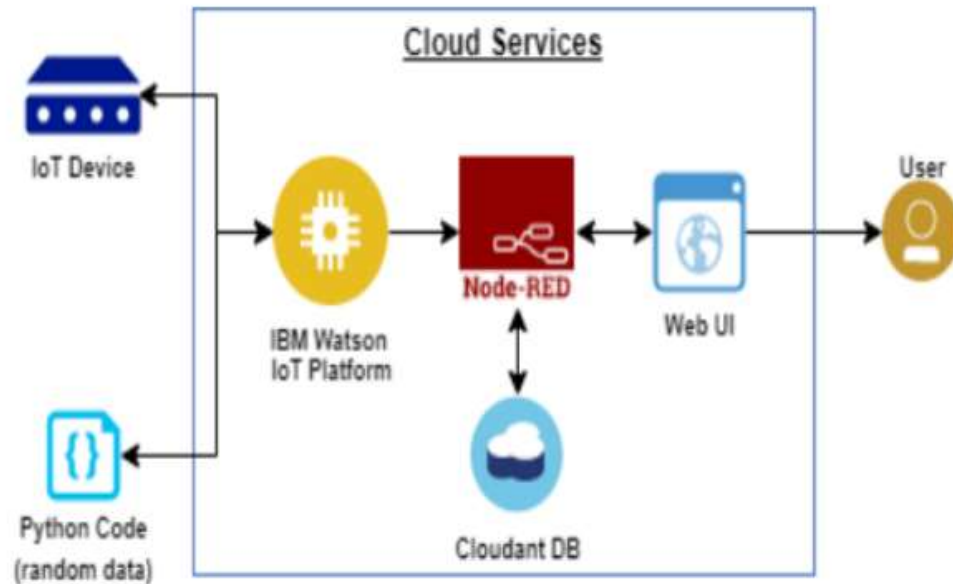 Cloud Services
IoT Device
User
Node-RED
IBM Watson
IoT Platform
Web UI
{}
Python Code
(random data)
Cloudant DB